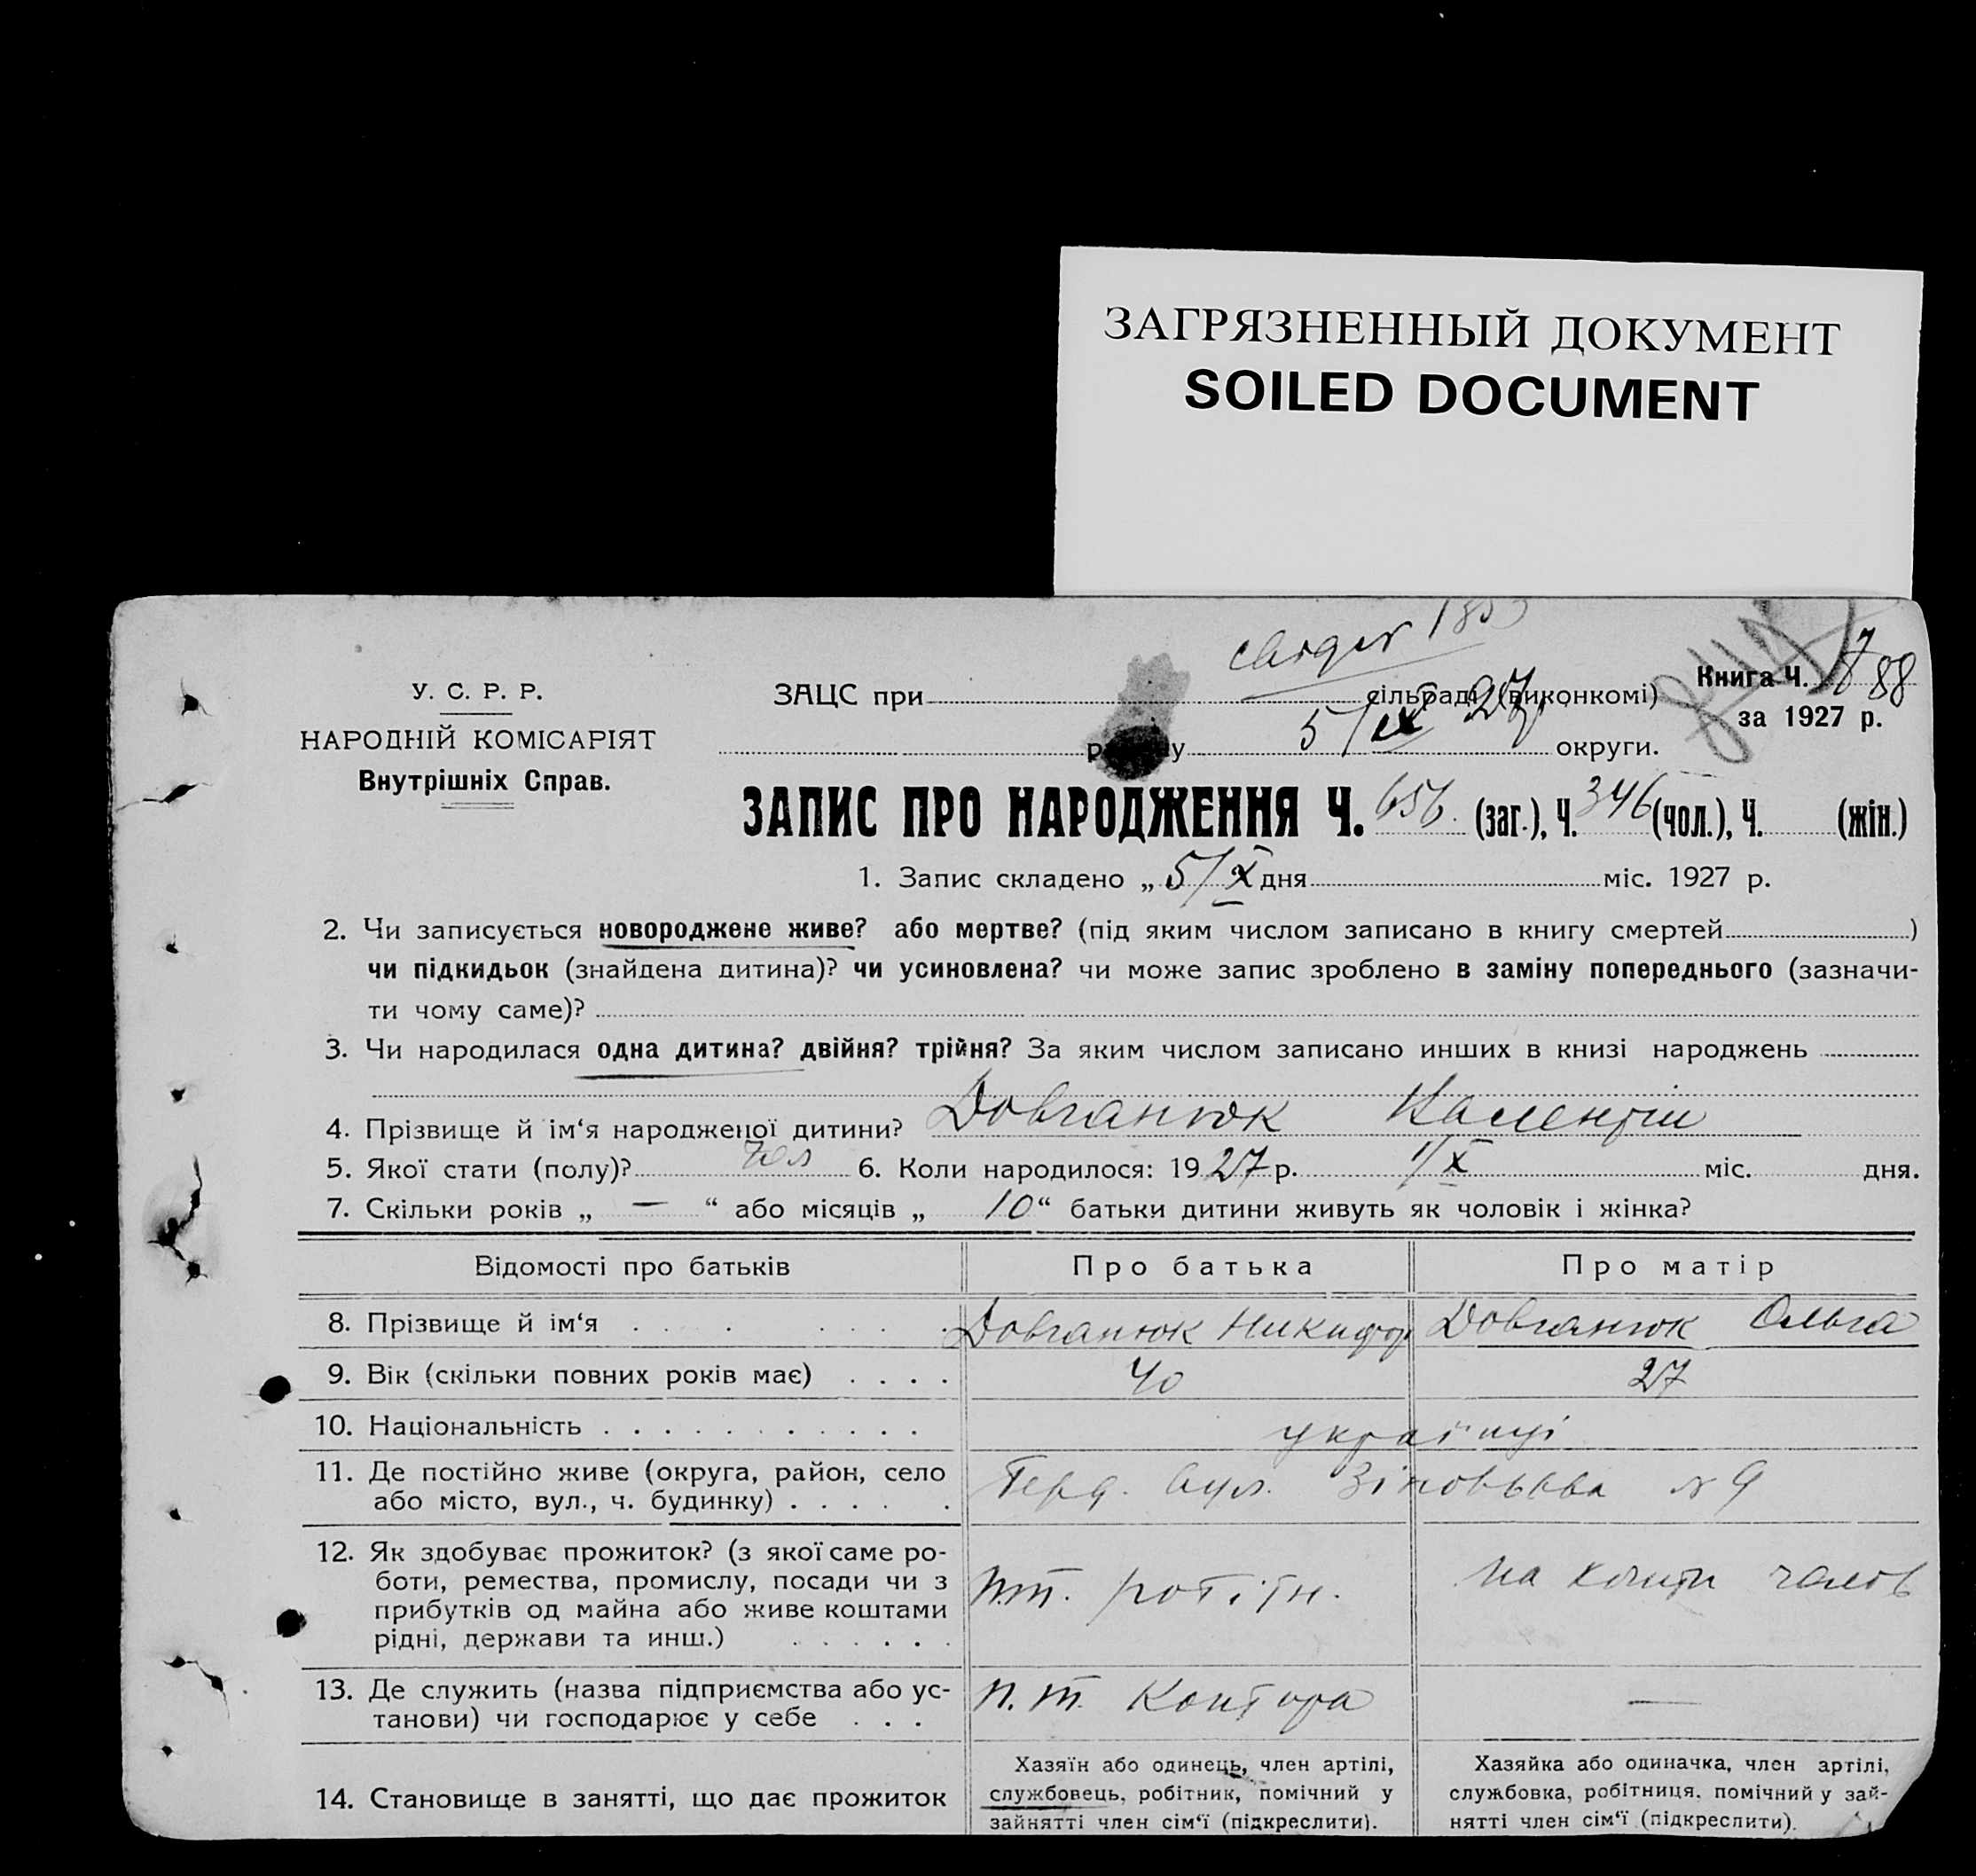 ЗАГРЯЗНЕННЫЙ ДОКУМЕНТ
SOILED DOCUMENT
У. С. Р. Р.
НАРОДНІЙ КОМІСАРІЯТ
Внутрішніх Справ.
ЗАЦС при сільраді (виконкомі)
району 5/IX 27 округи.
Книга Ч. 88
за 1927 р.
ЗАПИС ПРО НАРОДЖЕННЯ Ч. 656 (заг.), Ч. 346 (чол.), Ч. (жін.)
1. Запис складено „ 5/X дня міс. 1927 р.
2. Чи записується новороджене живе? або мертве? (під яким числом записано в книгу смертей )
чи підкидьок (знайдена дитина)? чи усиновлена? чи може запис зроблено в заміну попереднього (зазначи-
ти чому саме)?
3. Чи народилася одна дитина? двійня? трійня? За яким числом записано инших в книзі народжень
4. Прізвище й ім‘я народженої дитини? Довганюк
5. Якої стати (полу)? чол 6. Коли народилося: 1927 р. 1/X міс. дня.
7. Скільки років „ — “ або місяців „ 10 “ батьки дитини живуть як чоловік і жінка?
Відомості про батьків Про батька Про матір
8. Прізвище й ім‘я . . . . . . Довганюк Никифор Довганюк Ольга
9. Вік (скільки повних років має) . . . . 40 27
10. Національність . . . . . . . . . . . українці
11. Де постійно живе (округа, район, село
або місто, вул., ч. будинку) . . . . . вул. Зіновьєва № 9
12. Як здобуває прожиток? (з якої саме ро-
боти, ремества, промислу, посади чи з
прибутків од майна або живе коштами
рідні, держави та инш.) . . . . . .
п.т. робітн. на кошти чолов
13. Де служить (назва підприємства або ус-
танови) чи господарює у себе . . . п.т. Контора —
14. Становище в занятті, що дає прожиток
Хазяїн або одинець, член артілі,
службовець, робітник, помічний у
зайнятті член сім‘ї (підкреслити).
Хазяйка або одиначка, член артілі,
службовка, робітниця, помічний у зай-
нятті член сім‘ї (підкреслити).